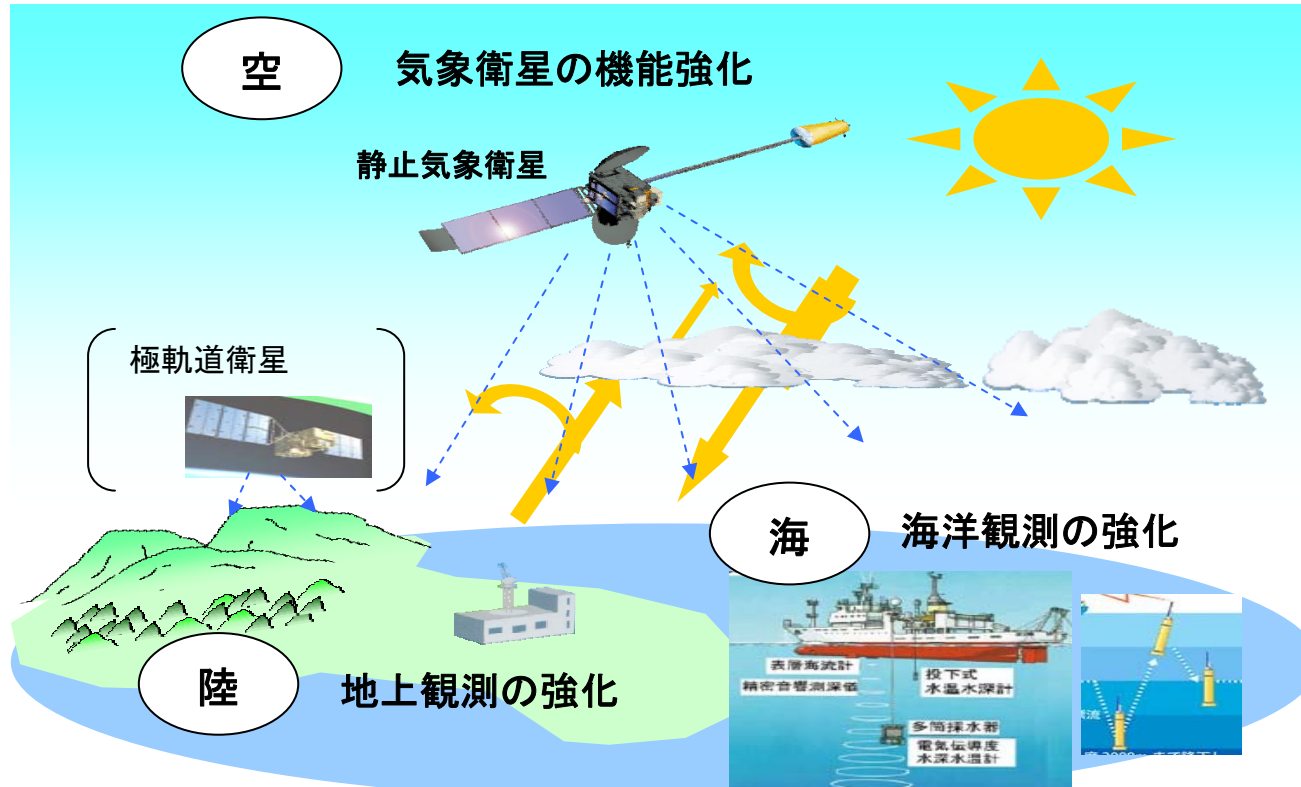 空
気象衛星の機能強化
静止気象衛星
極軌道衛星
海
海洋観測の強化
陸
地上観測の強化
表層海流計
精密音響測深儀
投下式
水温水深計
多筒採水器
電気伝導度
水深水温計